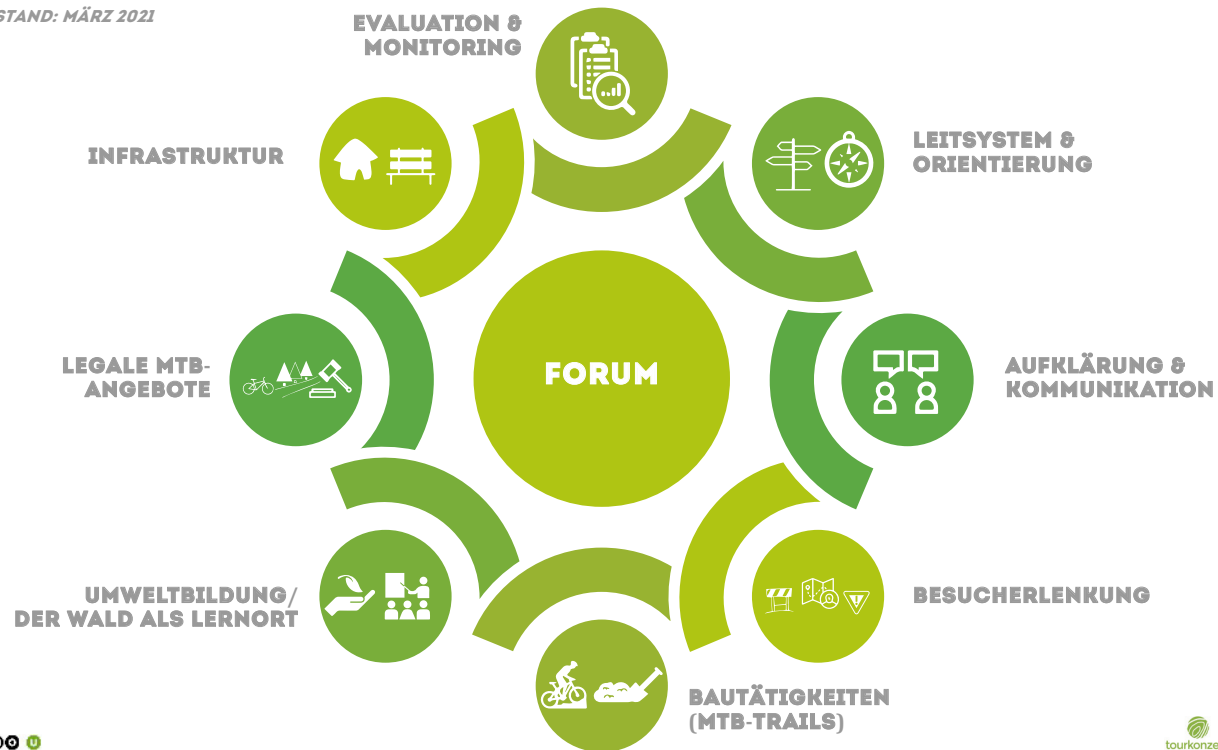 STAND: MÄRZ 2021
EVALUATION &
MONITORING
INFRASTRUKTUR
LEITSYSTEM &
ORIENTIERUNG
LEGALE MTB-
ANGEBOTE
FORUM
AUFKLÄRUNG &
KOMMUNIKATION
UMWELTBILDUNG/
DER WALD ALS LERNORT
BESUCHERLENKUNG
BAUTÄTIGKEITEN
(MTB-TRAILS)
U
tourkonze